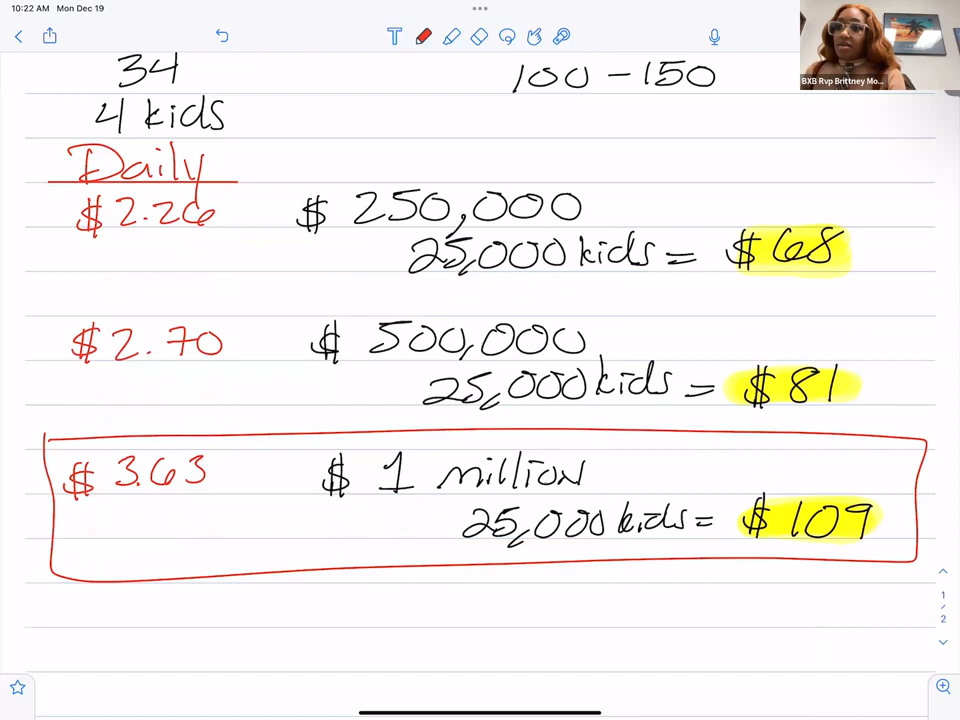 10:22 AM Mon Dec 19
BXB Rvp Brittney Mo...
34
100 - 150
4 kids
Daily
$ 2.26 $ 250,000
25,000 kids = $ 68
$ 2.70 $ 500,000
25,000 kids = $ 81
$ 3.63 $ 1 million
25,000 kids = $ 109
1
/
2